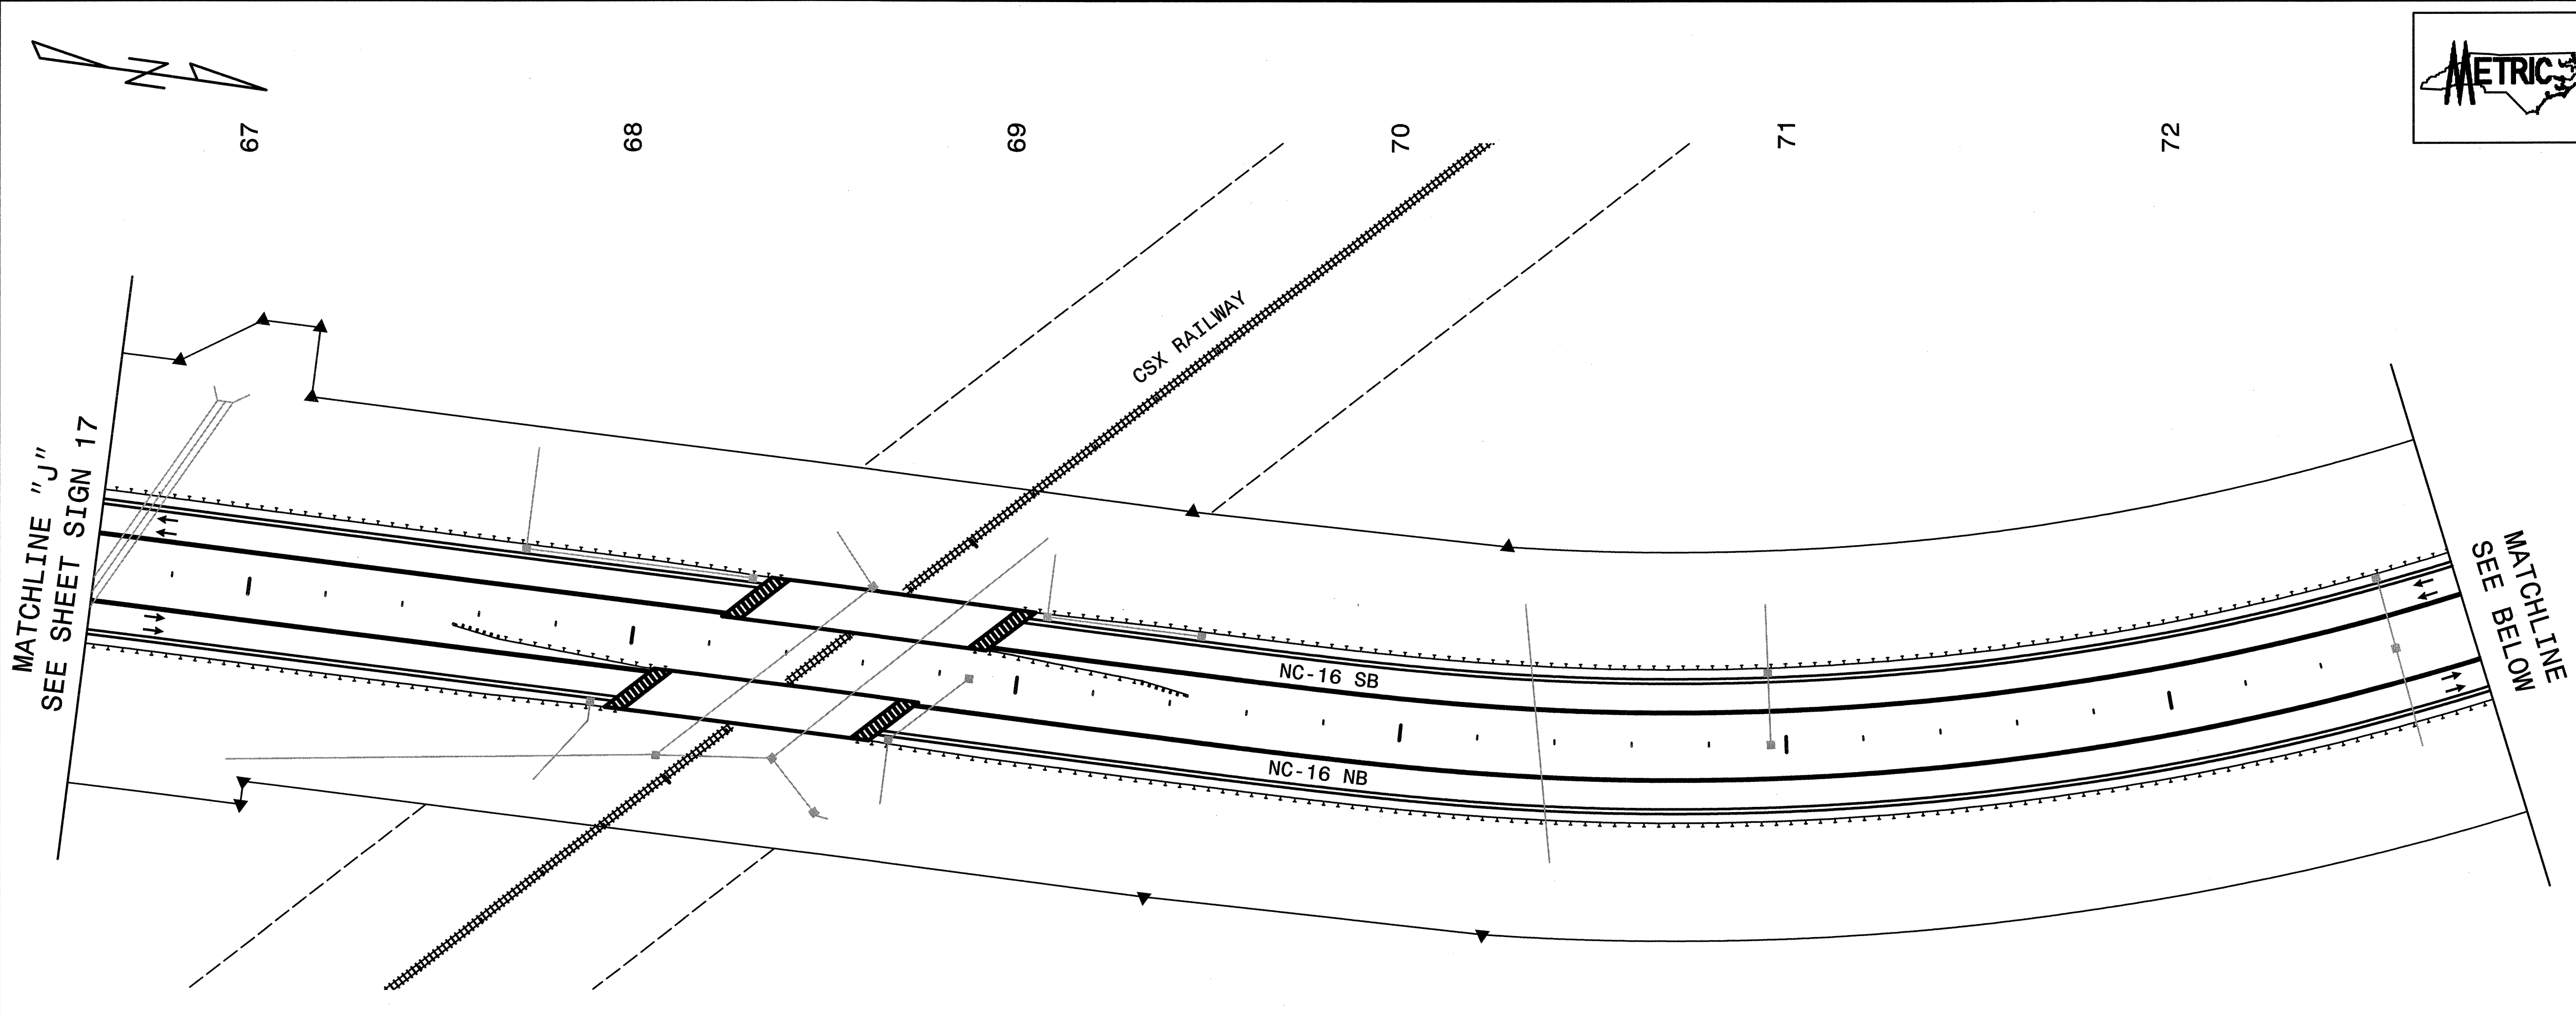 N
67
68
69
70
71
72
METRIC
CSX RAILWAY
MATCHLINE "J"
SEE SHEET SIGN 17
NC-16 SB
NC-16 NB
MATCHLINE
SEE BELOW